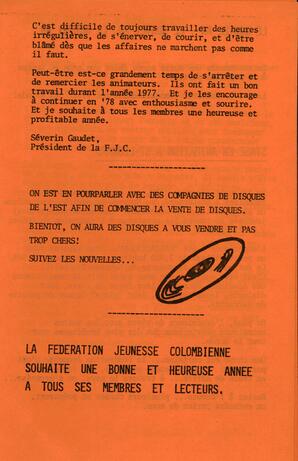 C'est difficile de toujours travailler des heures
irrégulières, de s'énerver, de courir, et d'être
blâmé dès que les affaires ne marchent pas comme
il faut.
Peut-être est-ce grandement temps de s'arrêter et
de remercier les animateurs. Ils ont fait un bon
travail durant l'année 1977. Et je les encourage
à continuer en '78 avec enthousiasme et sourire.
Et je souhaite à tous les membres une heureuse et
profitable année.
Séverin Gaudet,
Président de la F.J.C.
ON EST EN POURPARLER AVEC DES COMPAGNIES DE DISQUES
DE L'EST AFIN DE COMMENCER LA VENTE DE DISQUES.
BIENTOT, ON AURA DES DISQUES A VOUS VENDRE ET PAS
TROP CHERS!
SUIVEZ LES NOUVELLES...
LA FEDERATION JEUNESSE COLOMBIENNE
SOUHAITE UNE BONNE ET HEUREUSE ANNEE
A TOUS SES MEMBRES ET LECTEURS.